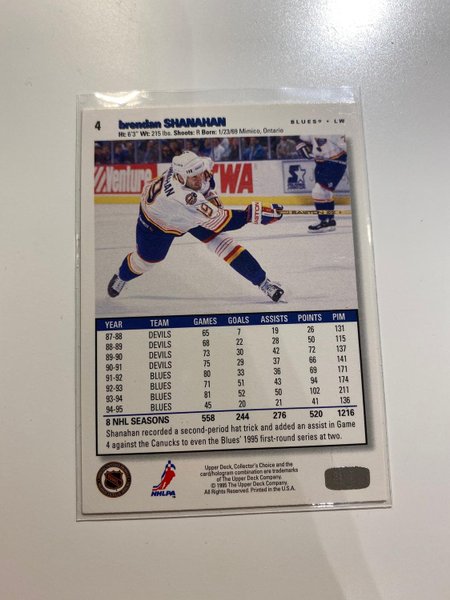 4 brendan SHANAHAN BLUES® • LW
Ht: 6'3" Wt: 215 lbs. Shoots: R Born: 1/23/69 Mimico, Ontario
Venture
TWA
SHANAHAN
19
EASTON
YEAR TEAM GAMES GOALS ASSISTS POINTS PIM
87-88 DEVILS 65 7 19 26 131
88-89 DEVILS 68 22 28 50 115
89-90 DEVILS 73 30 42 72 137
90-91 DEVILS 75 29 37 66 141
91-92 BLUES 80 33 36 69 171
92-93 BLUES 71 51 43 94 174
93-94 BLUES 81 52 50 102 211
94-95 BLUES 45 20 21 41 136
8 NHL SEASONS 558 244 276 520 1216
Shanahan recorded a second-period hat trick and added an assist in Game
4 against the Canucks to even the Blues' 1995 first-round series at two.
NHLPA
Upper Deck, Collector's Choice and the
card/hologram combination are trademarks
of The Upper Deck Company.
© 1995 The Upper Deck Company.
All Rights Reserved. Printed in the U.S.A.